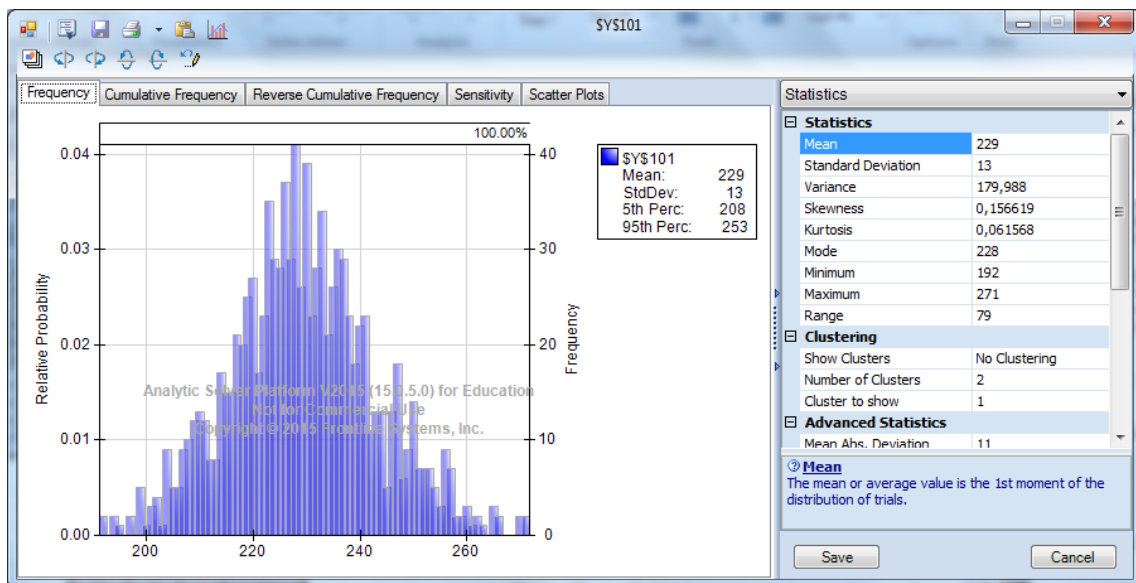 $Y$101
Frequency Cumulative Frequency Reverse Cumulative Frequency Sensitivity Scatter Plots
100.00%
0.04
0.03
0.02
0.01
0.00
Relative Probability
200 220 240 260
40
30
20
10
0
Frequency
Analytic Solver Platform V2015 (15.0.5.0) for Education
Not for Commercial Use
Copyright © 2015 Frontline Systems, Inc.
$Y$101
Mean: 229
StdDev: 13
5th Perc: 208
95th Perc: 253
Statistics
Statistics
Mean 229
Standard Deviation 13
Variance 179,988
Skewness 0,156619
Kurtosis 0,061568
Mode 228
Minimum 192
Maximum 271
Range 79
Clustering
Show Clusters No Clustering
Number of Clusters 2
Cluster to show 1
Advanced Statistics
Mean Abs. Deviation 11
Mean
The mean or average value is the 1st moment of the
distribution of trials.
Save Cancel